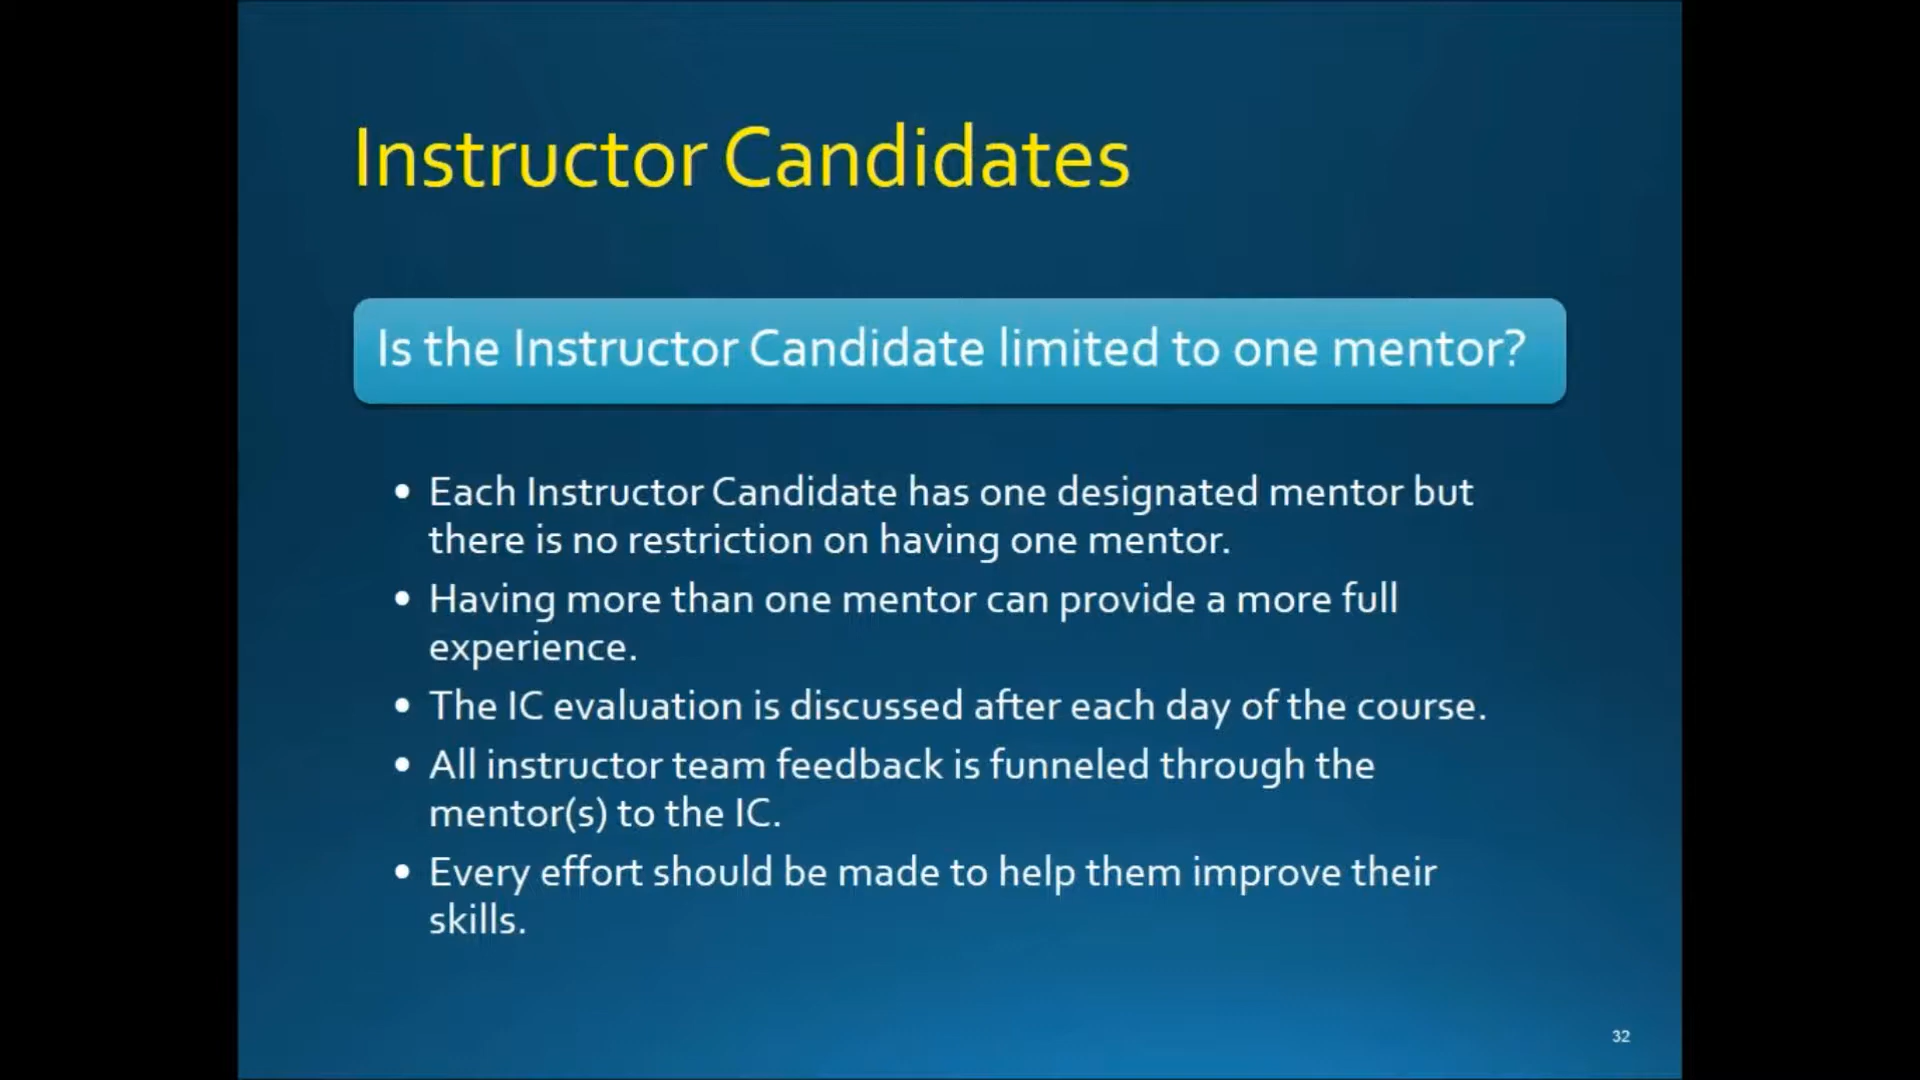 Instructor Candidates
Is the Instructor Candidate limited to one mentor?
• Each Instructor Candidate has one designated mentor but
there is no restriction on having one mentor.
• Having more than one mentor can provide a more full
experience.
• The IC evaluation is discussed after each day of the course.
• All instructor team feedback is funneled through the
mentor(s) to the IC.
• Every effort should be made to help them improve their
skills.
32